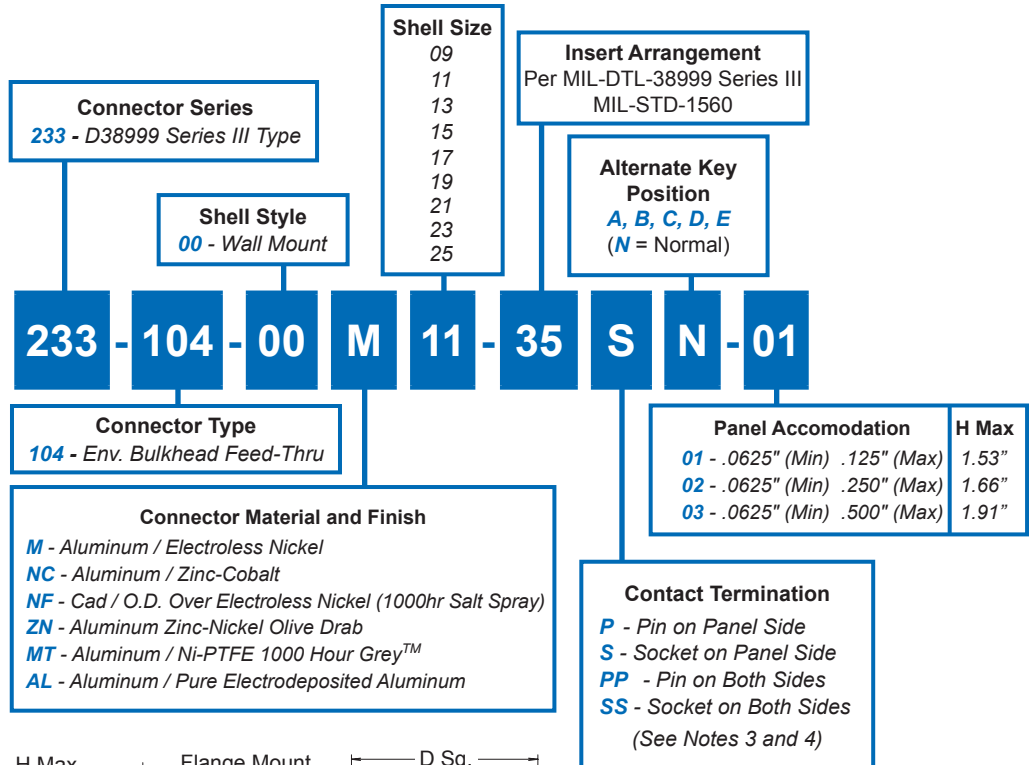 Shell Size
09
11
13
15
17
19
21
23
25
Insert Arrangement
Per MIL-DTL-38999 Series III
MIL-STD-1560
Connector Series
233 - D38999 Series III Type
Shell Style
00 - Wall Mount
Alternate Key
Position
A, B, C, D, E
(N = Normal)
233 - 104 - 00 M 11 - 35 S N - 01
Connector Type
104 - Env. Bulkhead Feed-Thru
Panel Accomodation H Max
01 - .0625" (Min) .125" (Max) 1.53”
02 - .0625" (Min) .250" (Max) 1.66”
03 - .0625" (Min) .500" (Max) 1.91”
Connector Material and Finish
M - Aluminum / Electroless Nickel
NC - Aluminum / Zinc-Cobalt
NF - Cad / O.D. Over Electroless Nickel (1000hr Salt Spray)
ZN - Aluminum Zinc-Nickel Olive Drab
MT - Aluminum / Ni-PTFE 1000 Hour Grey™
AL - Aluminum / Pure Electrodeposited Aluminum
Contact Termination
P - Pin on Panel Side
S - Socket on Panel Side
PP - Pin on Both Sides
SS - Socket on Both Sides
(See Notes 3 and 4)
H Max Flange Mount D Sq.